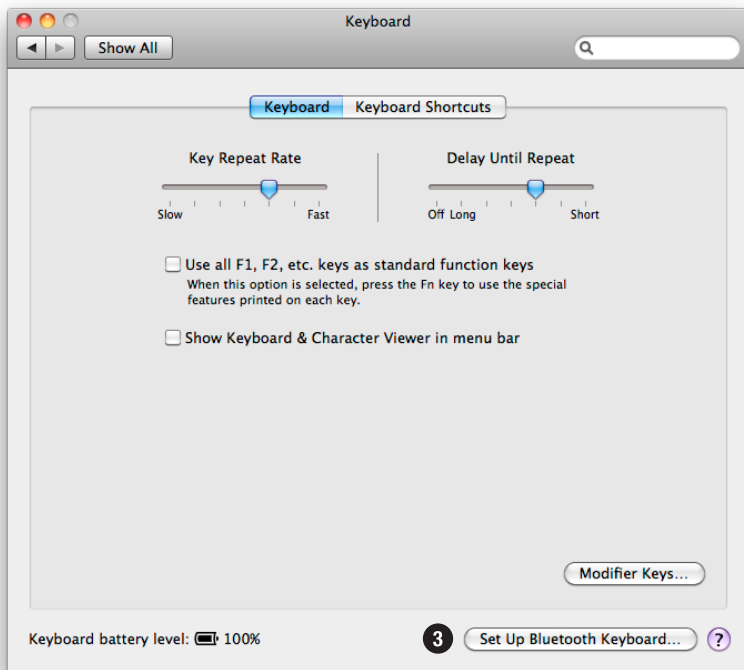 Keyboard
Show All
Keyboard Keyboard Shortcuts
Key Repeat Rate Delay Until Repeat
Slow Fast Off Long Short
Use all F1, F2, etc. keys as standard function keys
When this option is selected, press the Fn key to use the special
features printed on each key.
Show Keyboard & Character Viewer in menu bar
Modifier Keys...
Keyboard battery level: 100% 3 Set Up Bluetooth Keyboard... ?